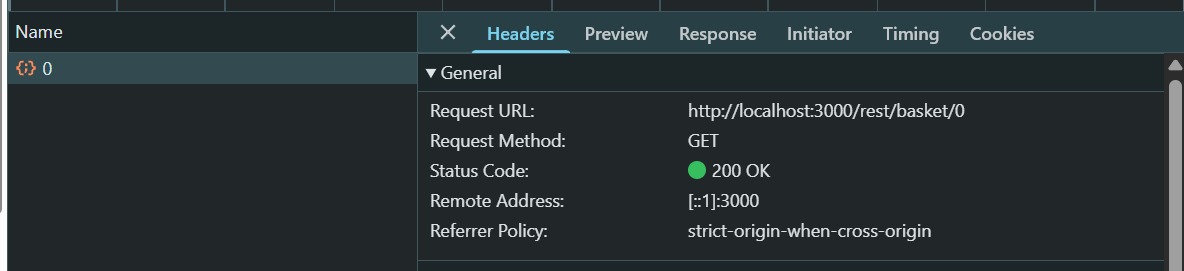 Name
Headers Preview Response Initiator Timing Cookies
0
General
Request URL: http://localhost:3000/rest/basket/0
Request Method: GET
Status Code: 200 OK
Remote Address: [::1]:3000
Referrer Policy: strict-origin-when-cross-origin